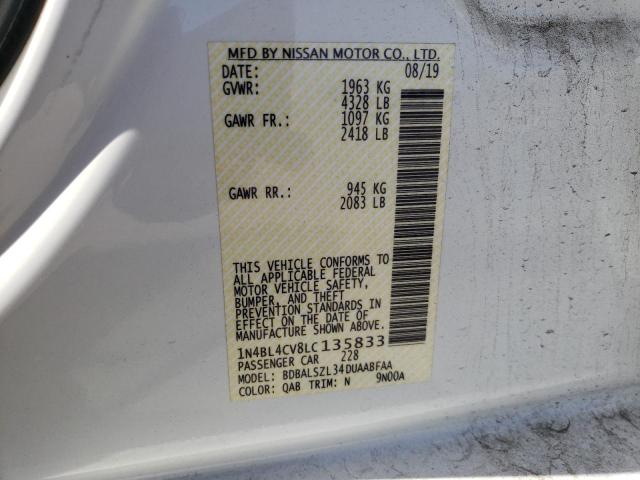 MFD BY NISSAN MOTOR CO., LTD.
DATE: 08/19
GVWR: 1963 KG
4328 LB
GAWR FR.: 1097 KG
2418 LB
GAWR RR.: 945 KG
2083 LB
THIS VEHICLE CONFORMS TO
ALL APPLICABLE FEDERAL
MOTOR VEHICLE SAFETY,
BUMPER, AND THEFT
PREVENTION STANDARDS IN
EFFECT ON THE DATE OF
MANUFACTURE SHOWN ABOVE.
1N4BL4CV8LC135833
PASSENGER CAR 228
MODEL: BDBALSZL34DUAABFAA
COLOR: QAB TRIM: N 9N00A